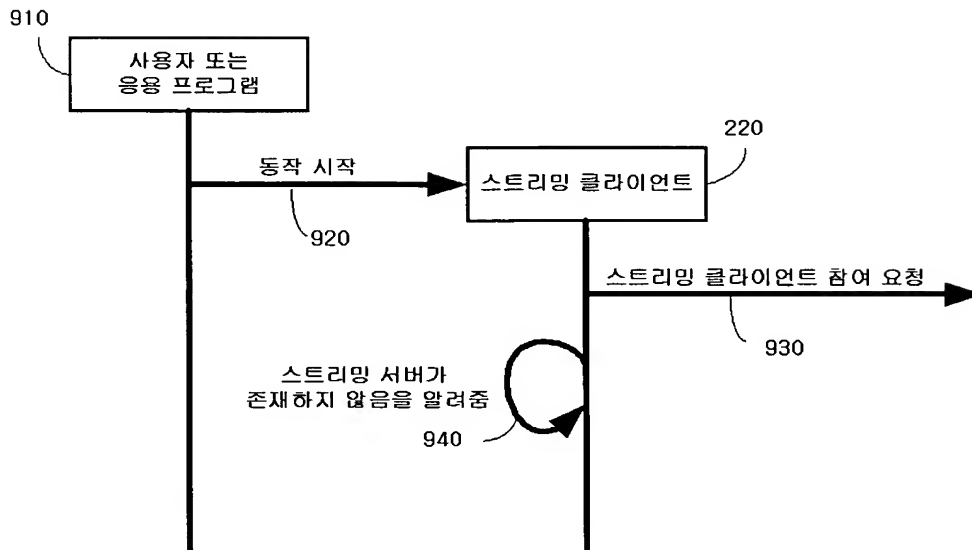 910
사용자 또는
응용 프로그램
220
동작 시작
스트리밍 클라이언트
920
스트리밍 클라이언트 참여 요청
930
스트리밍 서버가
존재하지 않음을 알려줌
940